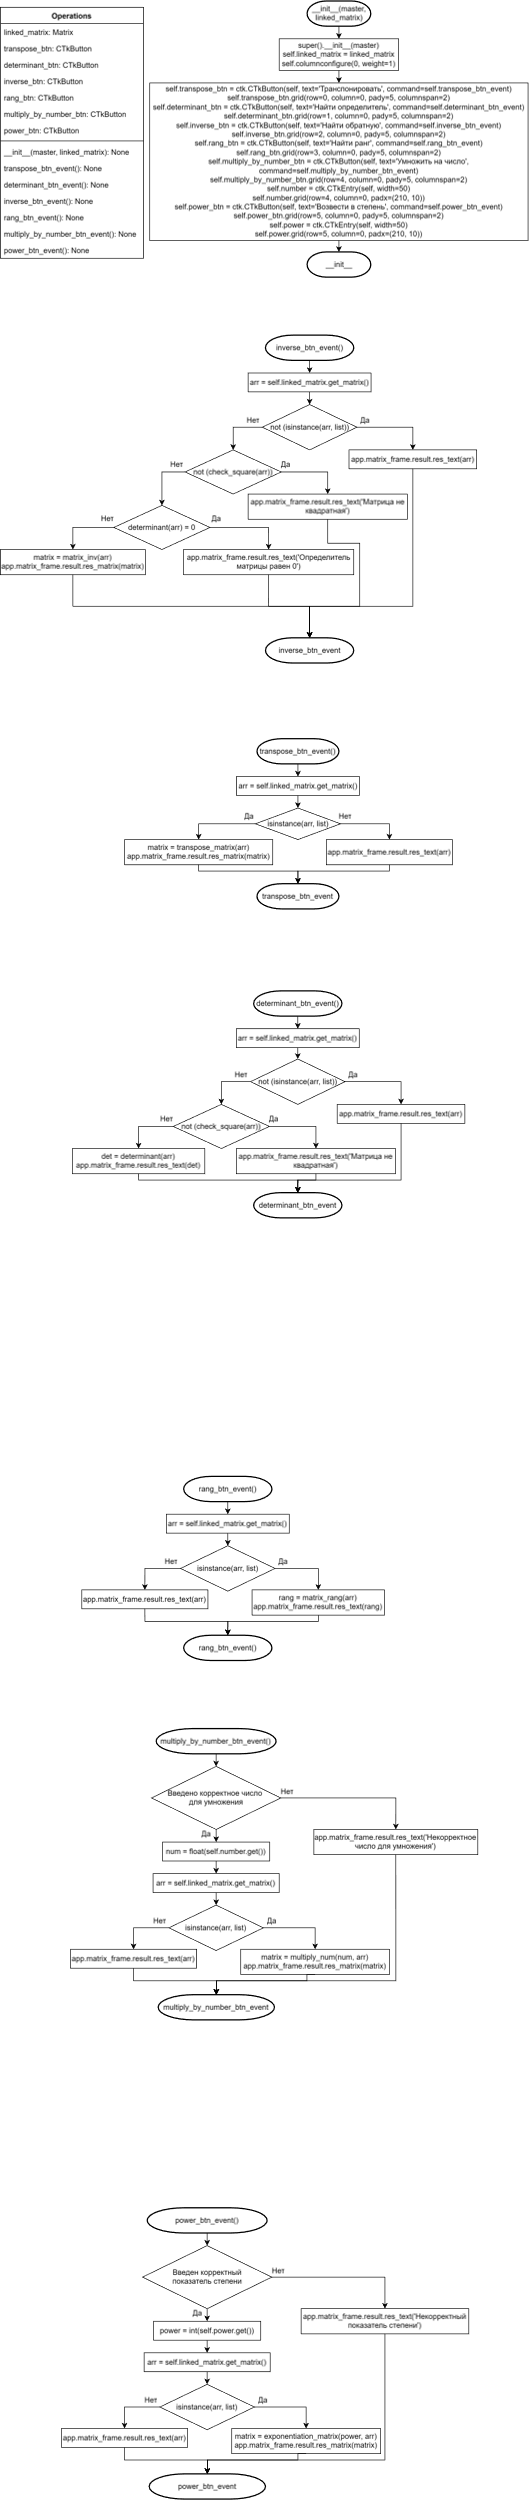 Operations
linked_matrix: Matrix
transpose_btn: CTkButton
determinant_btn: CTkButton
inverse_btn: CTkButton
rang_btn: CTkButton
multiply_by_number_btn: CTkButton
power_btn: CTkButton
__init__(master, linked_matrix): None
transpose_btn_event(): None
determinant_btn_event(): None
inverse_btn_event(): None
rang_btn_event(): None
multiply_by_number_btn_event(): None
power_btn_event(): None
__init__(master,
linked_matrix)
super().__init__(master)
self.linked_matrix = linked_matrix
self.columnconfigure(0, weight=1)
self.transpose_btn = ctk.CTkButton(self, text='Транспонировать', command=self.transpose_btn_event)
self.transpose_btn.grid(row=0, column=0, pady=5, columnspan=2)
self.determinant_btn = ctk.CTkButton(self, text='Найти определитель', command=self.determinant_btn_event)
self.determinant_btn.grid(row=1, column=0, pady=5, columnspan=2)
self.inverse_btn = ctk.CTkButton(self, text='Найти обратную', command=self.inverse_btn_event)
self.inverse_btn.grid(row=2, column=0, pady=5, columnspan=2)
self.rang_btn = ctk.CTkButton(self, text='Найти ранг', command=self.rang_btn_event)
self.rang_btn.grid(row=3, column=0, pady=5, columnspan=2)
self.multiply_by_number_btn = ctk.CTkButton(self, text='Умножить на число',
command=self.multiply_by_number_btn_event)
self.multiply_by_number_btn.grid(row=4, column=0, pady=5, columnspan=2)
self.number = ctk.CTkEntry(self, width=50)
self.number.grid(row=4, column=0, padx=(210, 10))
self.power_btn = ctk.CTkButton(self, text='Возвести в степень', command=self.power_btn_event)
self.power_btn.grid(row=5, column=0, pady=5, columnspan=2)
self.power = ctk.CTkEntry(self, width=50)
self.power.grid(row=5, column=0, padx=(210, 10))
__init__
inverse_btn_event()
arr = self.linked_matrix.get_matrix()
not (isinstance(arr, list))
Нет
Да
app.matrix_frame.result.res_text(arr)
not (check_square(arr))
Нет
Да
app.matrix_frame.result.res_text('Матрица не
квадратная')
determinant(arr) = 0
Нет
Да
matrix = matrix_inv(arr)
app.matrix_frame.result.res_matrix(matrix)
app.matrix_frame.result.res_text('Определитель
матрицы равен 0')
inverse_btn_event
transpose_btn_event()
arr = self.linked_matrix.get_matrix()
isinstance(arr, list)
Да
Нет
matrix = transpose_matrix(arr)
app.matrix_frame.result.res_matrix(matrix)
app.matrix_frame.result.res_text(arr)
transpose_btn_event
determinant_btn_event()
arr = self.linked_matrix.get_matrix()
not (isinstance(arr, list))
Нет
Да
app.matrix_frame.result.res_text(arr)
not (check_square(arr))
Нет
Да
det = determinant(arr)
app.matrix_frame.result.res_text(det)
app.matrix_frame.result.res_text('Матрица не
квадратная')
determinant_btn_event
rang_btn_event()
arr = self.linked_matrix.get_matrix()
isinstance(arr, list)
Нет
Да
app.matrix_frame.result.res_text(arr)
rang = matrix_rang(arr)
app.matrix_frame.result.res_text(rang)
rang_btn_event()
multiply_by_number_btn_event()
Введено корректное число
для умножения
Нет
Да
app.matrix_frame.result.res_text('Некорректное
число для умножения')
num = float(self.number.get())
arr = self.linked_matrix.get_matrix()
isinstance(arr, list)
Нет
Да
app.matrix_frame.result.res_text(arr)
matrix = multiply_num(num, arr)
app.matrix_frame.result.res_matrix(matrix)
multiply_by_number_btn_event
power_btn_event()
Введен корректный
показатель степени
Нет
Да
app.matrix_frame.result.res_text('Некорректный
показатель степени')
power = int(self.power.get())
arr = self.linked_matrix.get_matrix()
isinstance(arr, list)
Нет
Да
app.matrix_frame.result.res_text(arr)
matrix = exponentiation_matrix(power, arr)
app.matrix_frame.result.res_matrix(matrix)
power_btn_event